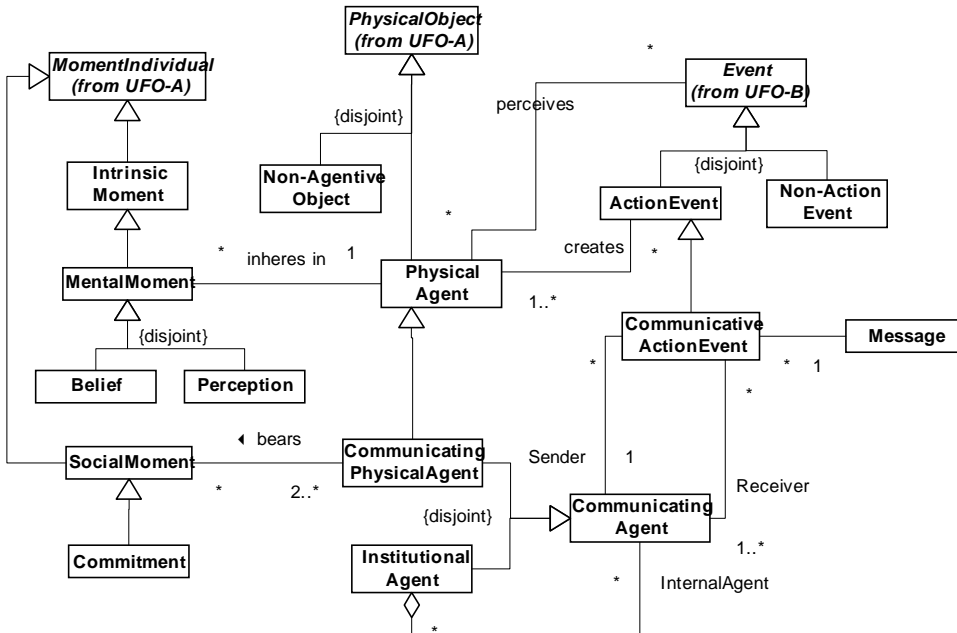 PhysicalObject
(from UFO-A)
MomentIndividual
(from UFO-A)
*
Event
(from UFO-B)
{disjoint}
perceives
{disjoint}
Intrinsic
Moment
Non-Agentive
Object
ActionEvent
Non-Action
Event
*
*
inheres in
1
creates
*
MentalMoment
Physical
Agent
1..*
{disjoint}
Communicative
ActionEvent
Message
*
*
1
Belief
Perception
*
◄ bears
Communicating
PhysicalAgent
Sender
1
SocialMoment
*
2..*
Receiver
{disjoint}
Communicating
Agent
Commitment
Institutional
Agent
1..*
*
InternalAgent
*